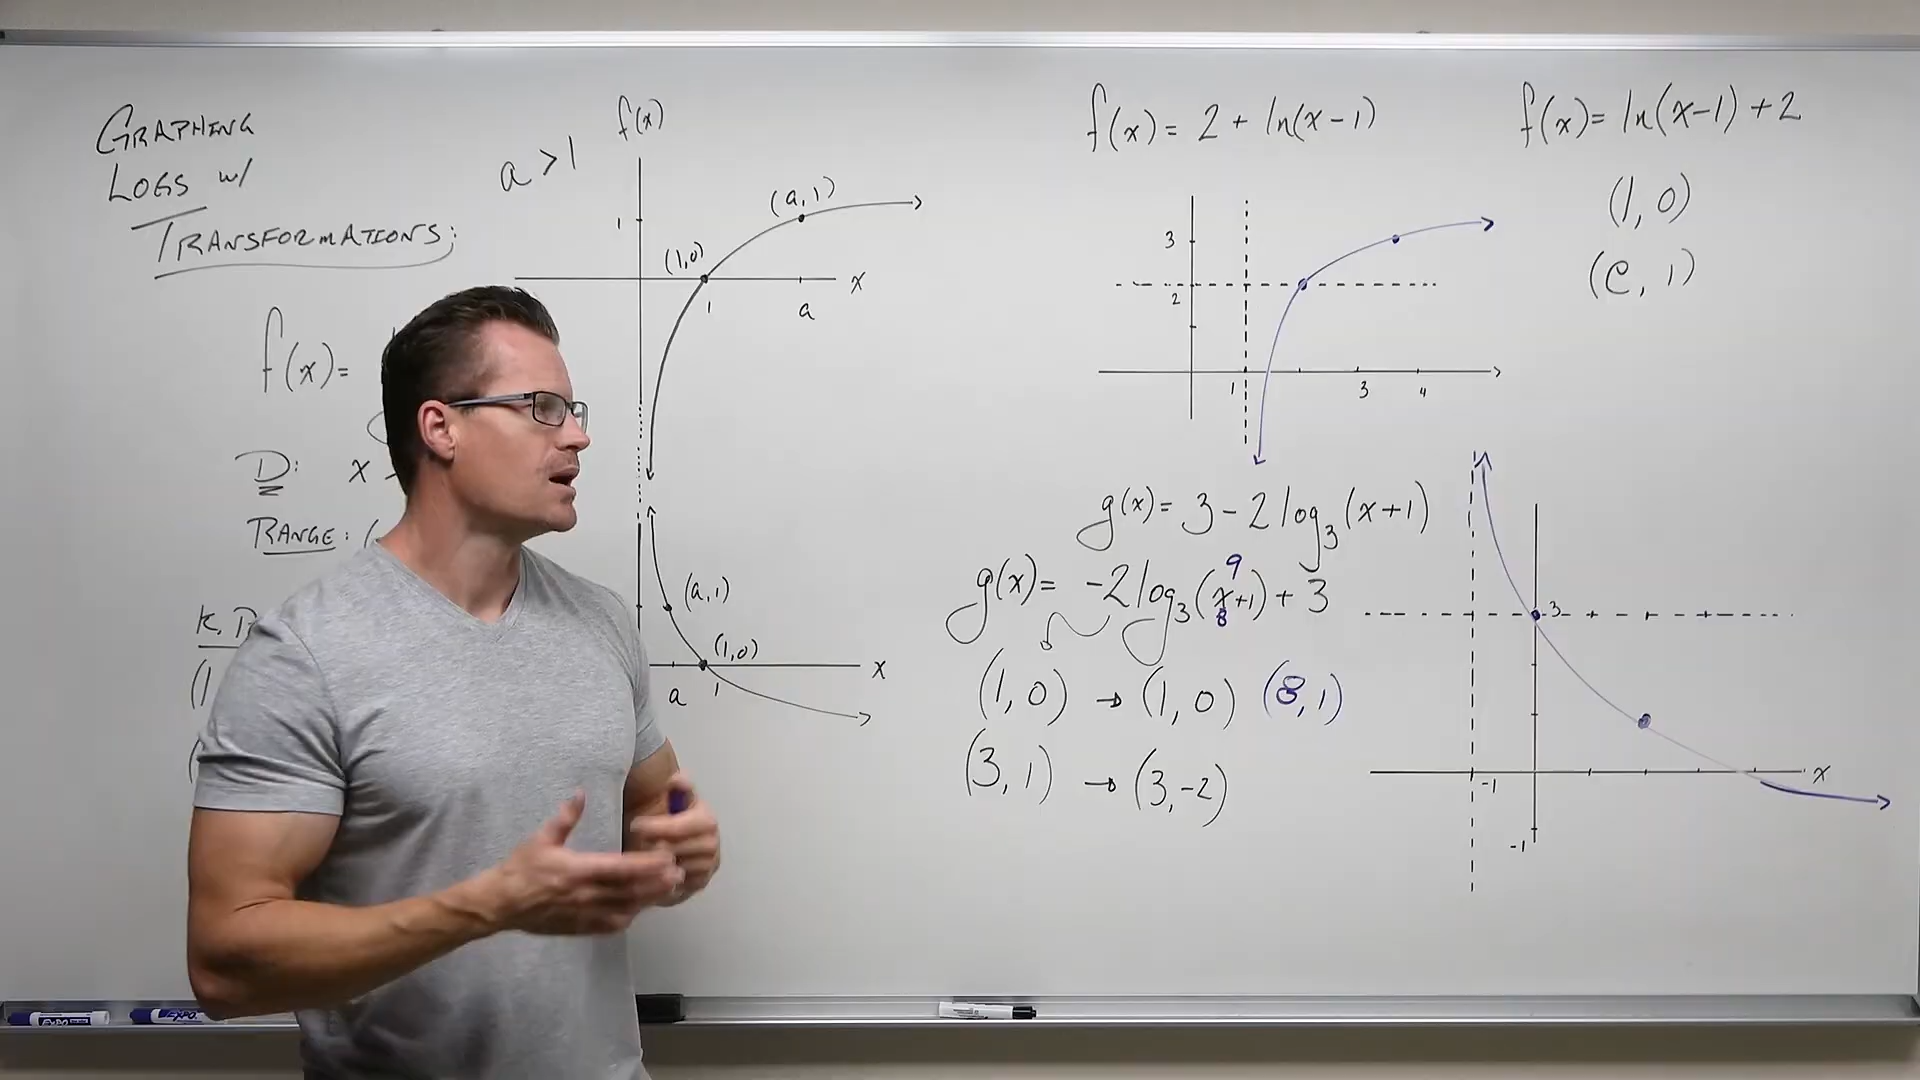 GRAPHING
LOGS w/
TRANSFORMATIONS:
f(x)=
D: x
RANGE: (
a > 1
f(x)
1
(a, 1)
(1,0)
1
a
x
(a, 1)
(1,0)
a
1
x
f(x) = 2 + ln(x-1)
3
2
1
3
4
f(x) = ln(x-1) + 2
(1, 0)
(e, 1)
g(x) = 3 - 2 log₃ (x+1)
9
g(x) = -2 log₃ (x+1) + 3
8
(1, 0) → (1, 0) (8, 1)
(3, 1) → (3, -2)
3
-1
x
-1
EXPO
EXPO